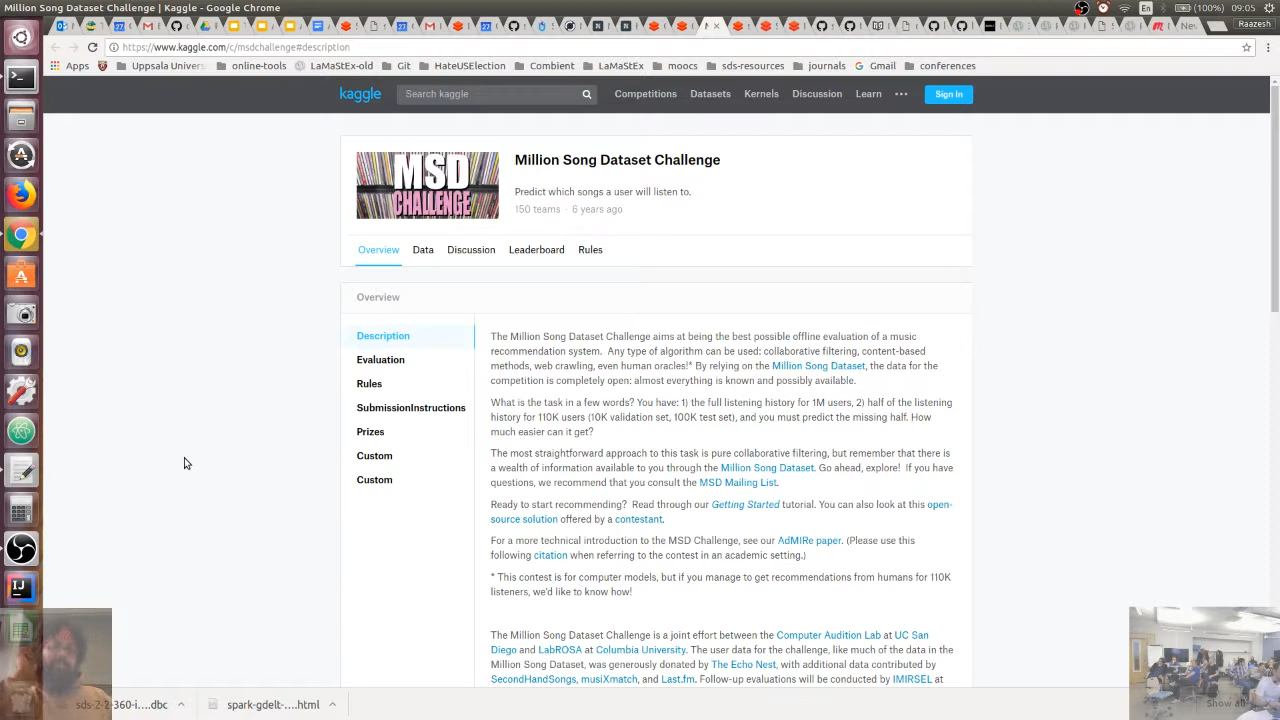 Million Song Dataset Challenge | Kaggle - Google Chrome
En (100%) 09:05
Raazesh
https://www.kaggle.com/c/msdchallenge#description
Apps Uppsala Univers online-tools LaMaStEx-old Git HateUSElection Combient LaMaStEx moocs sds-resources journals Gmail conferences
kaggle Search kaggle Competitions Datasets Kernels Discussion Learn Sign In
MSD
CHALLENGE
Million Song Dataset Challenge
Predict which songs a user will listen to.
150 teams · 6 years ago
Overview Data Discussion Leaderboard Rules
Overview
Description
Evaluation
Rules
SubmissionInstructions
Prizes
Custom
Custom
The Million Song Dataset Challenge aims at being the best possible offline evaluation of a music
recommendation system. Any type of algorithm can be used: collaborative filtering, content-based
methods, web crawling, even human oracles!* By relying on the Million Song Dataset, the data for the
competition is completely open: almost everything is known and possibly available.
What is the task in a few words? You have: 1) the full listening history for 1M users, 2) half of the listening
history for 110K users (10K validation set, 100K test set), and you must predict the missing half. How
much easier can it get?
The most straightforward approach to this task is pure collaborative filtering, but remember that there is
a wealth of information available to you through the Million Song Dataset. Go ahead, explore! If you have
questions, we recommend that you consult the MSD Mailing List.
Ready to start recommending? Read through our Getting Started tutorial. You can also look at this open-
source solution offered by a contestant.
For a more technical introduction to the MSD Challenge, see our AdMIRe paper. (Please use this
following citation when referring to the contest in an academic setting.)
* This contest is for computer models, but if you manage to get recommendations from humans for 110K
listeners, we'd like to know how!
The Million Song Dataset Challenge is a joint effort between the Computer Audition Lab at UC San
Diego and LabROSA at Columbia University. The user data for the challenge, like much of the data in the
Million Song Dataset, was generously donated by The Echo Nest, with additional data contributed by
SecondHandSongs, musiXmatch, and Last.fm. Follow-up evaluations will be conducted by IMIRSEL at
sds-2-2-360-i....dbc spark-gdelt-....html Show all